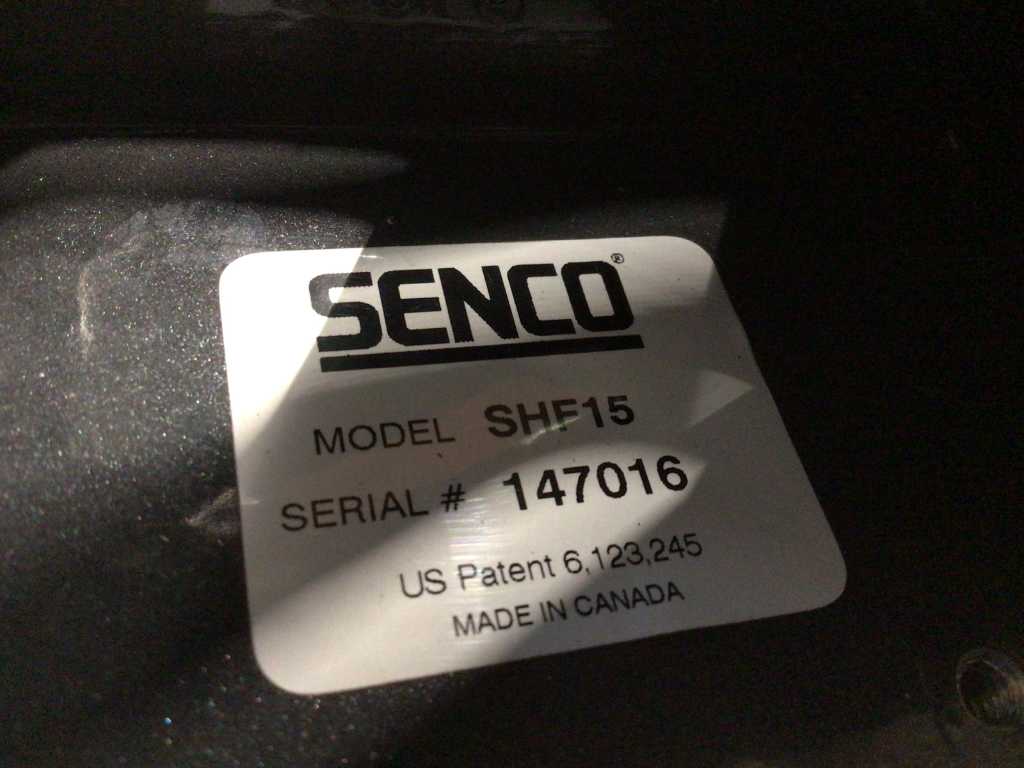 SENCO®
MODEL SHF15
SERIAL # 147016
US Patent 6,123,245
MADE IN CANADA